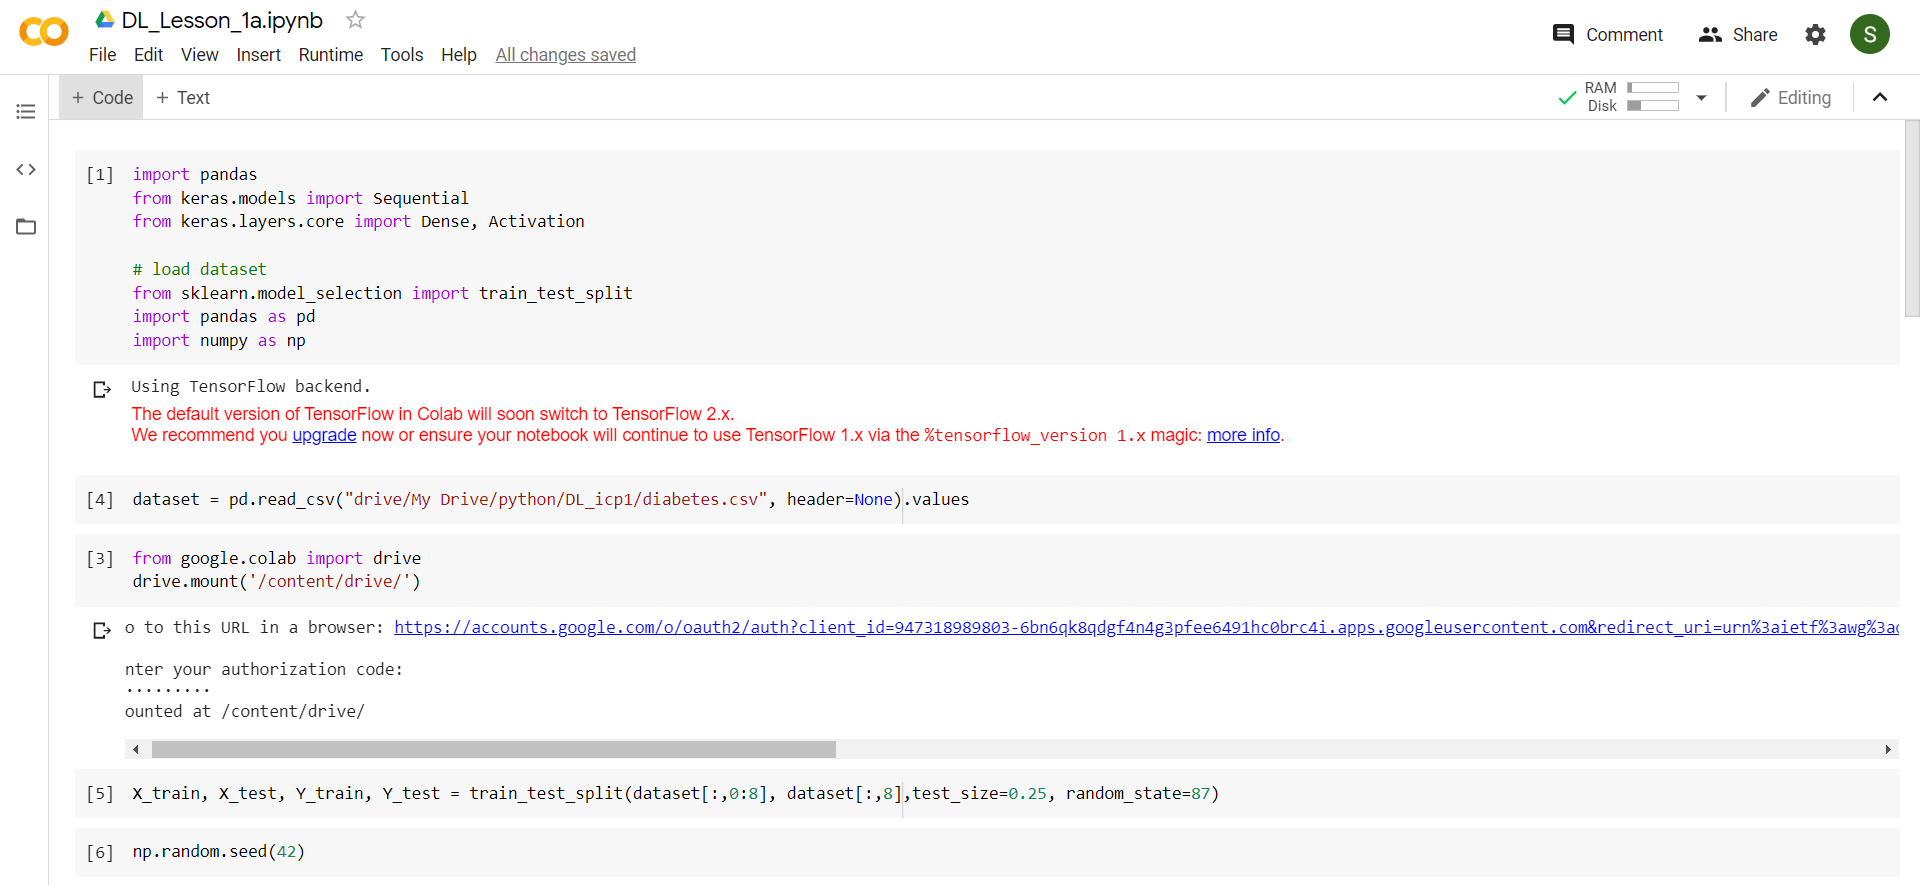 DL_Lesson_1a.ipynb
File Edit View Insert Runtime Tools Help All changes saved
Comment Share S
+ Code + Text
RAM
Disk
Editing
[1] import pandas
from keras.models import Sequential
from keras.layers.core import Dense, Activation
# load dataset
from sklearn.model_selection import train_test_split
import pandas as pd
import numpy as np
Using TensorFlow backend.
The default version of TensorFlow in Colab will soon switch to TensorFlow 2.x.
We recommend you upgrade now or ensure your notebook will continue to use TensorFlow 1.x via the %tensorflow_version 1.x magic: more info.
[4] dataset = pd.read_csv("drive/My Drive/python/DL_icp1/diabetes.csv", header=None).values
[3] from google.colab import drive
drive.mount('/content/drive/')
o to this URL in a browser: https://accounts.google.com/o/oauth2/auth?client_id=947318989803-6bn6qk8qdgf4n4g3pfee6491hc0brc4i.apps.googleusercontent.com&redirect_uri=urn%3aietf%3awg%3ao
nter your authorization code:
·········
ounted at /content/drive/
[5] X_train, X_test, Y_train, Y_test = train_test_split(dataset[:,0:8], dataset[:,8],test_size=0.25, random_state=87)
[6] np.random.seed(42)